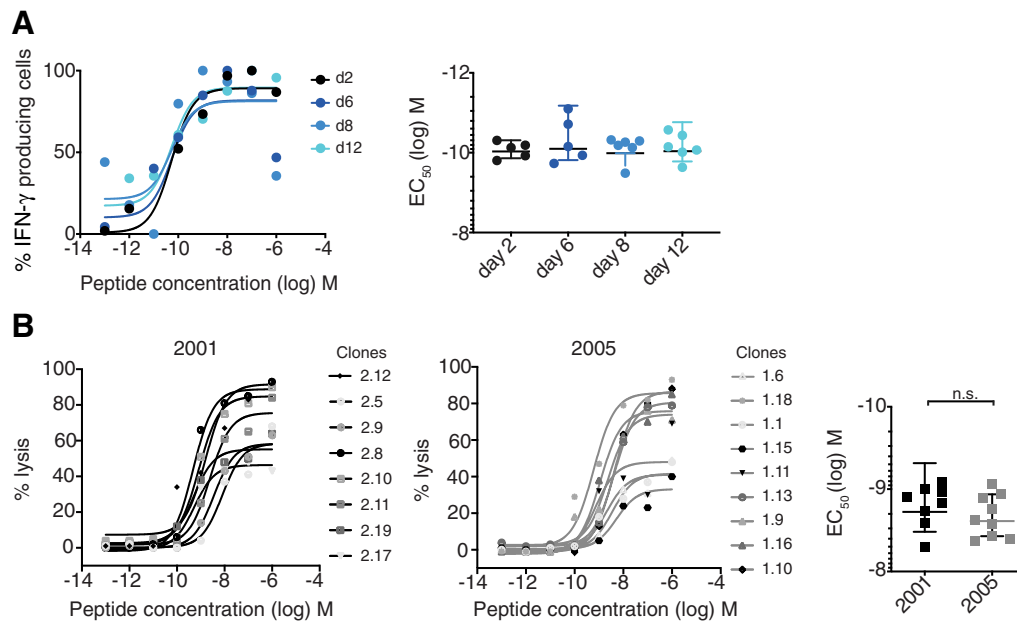 A
% IFN-γ producing cells
100
50
0
-14 -12 -10 -8 -6 -4
Peptide concentration (log) M
d2
d6
d8
d12
EC50 (log) M
-12
-10
-8
day 2
day 6
day 8
day 12
B
2001
% lysis
100
80
60
40
20
0
-14 -12 -10 -8 -6 -4
Peptide concentration (log) M
Clones
2.12
2.5
2.9
2.8
2.10
2.11
2.19
2.17
2005
% lysis
100
80
60
40
20
0
-14 -12 -10 -8 -6 -4
Peptide concentration (log) M
Clones
1.6
1.18
1.1
1.15
1.11
1.13
1.9
1.16
1.10
EC50 (log) M
-10
-9
-8
n.s.
2001
2005